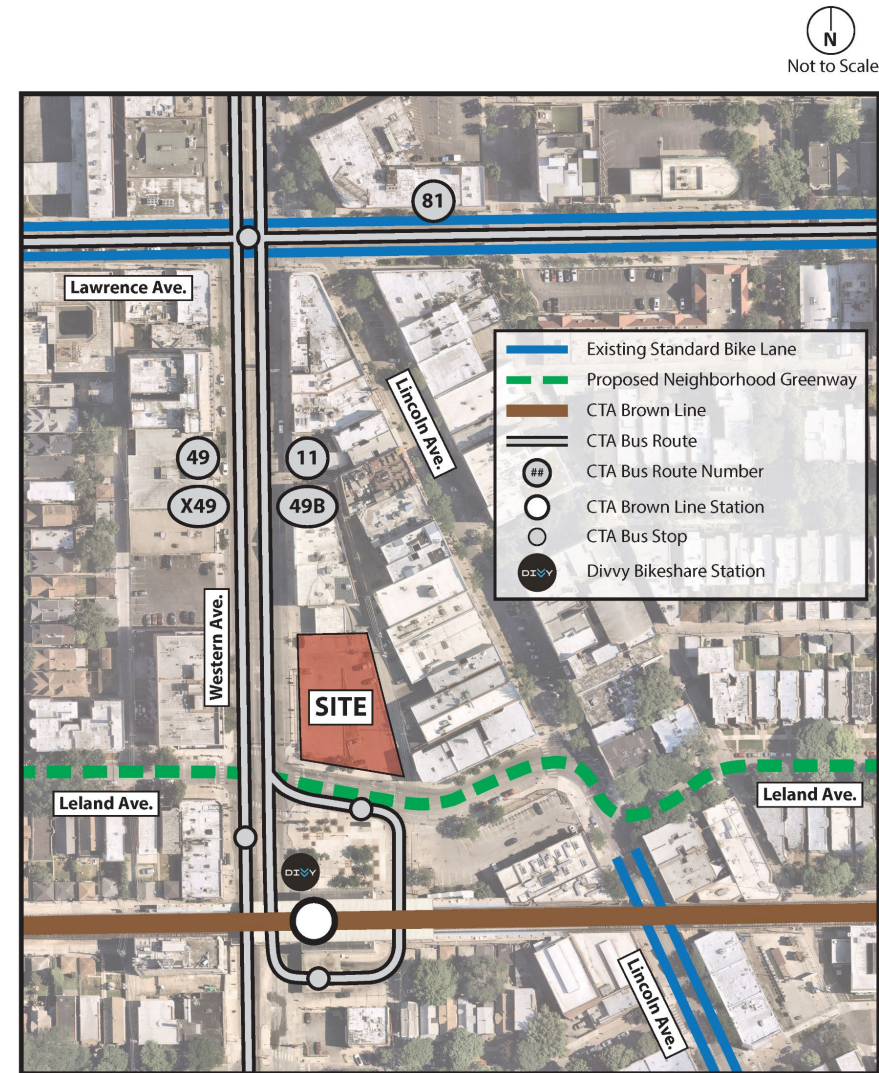 N
Not to Scale
81
Lawrence Ave.
Existing Standard Bike Lane
Proposed Neighborhood Greenway
CTA Brown Line
CTA Bus Route
## CTA Bus Route Number
CTA Brown Line Station
CTA Bus Stop
DIVVY Divvy Bikeshare Station
Lincoln Ave.
49
11
X49
49B
Western Ave.
SITE
Leland Ave.
Leland Ave.
DIVVY
Lincoln Ave.